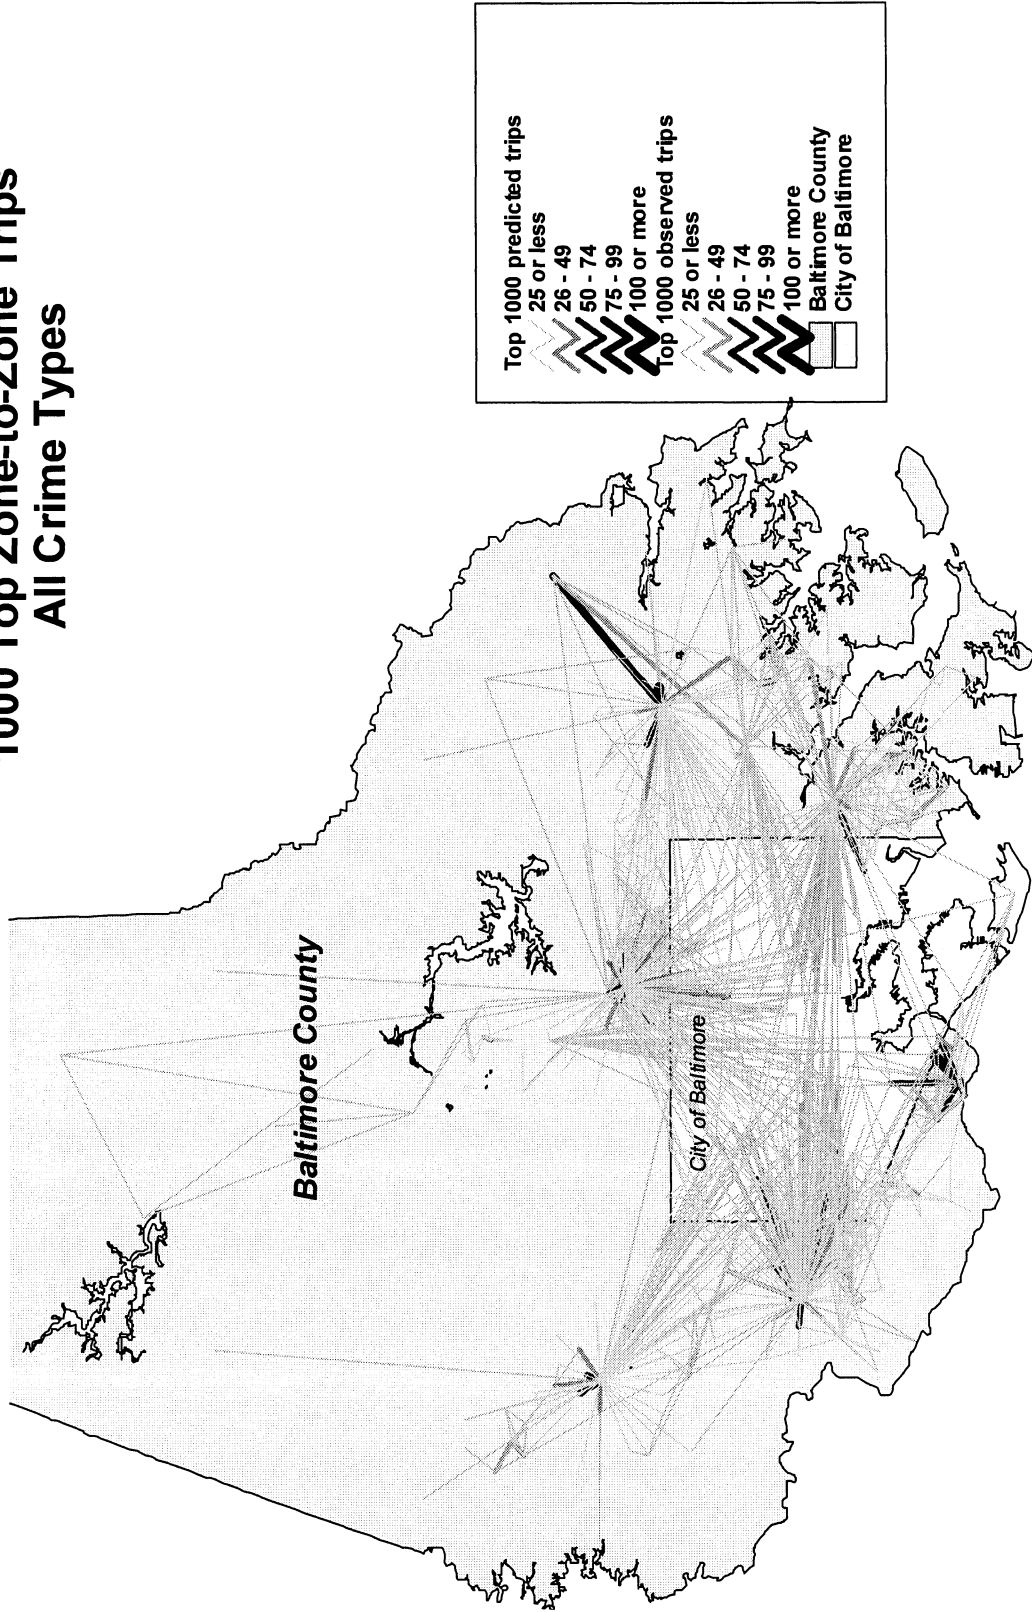 1000 Top Zone-to-Zone Trips
All Crime Types
Baltimore County
City of Baltimore
Top 1000 predicted trips
25 or less
26 - 49
50 - 74
75 - 99
100 or more
Top 1000 observed trips
25 or less
26 - 49
50 - 74
75 - 99
100 or more
Baltimore County
City of Baltimore